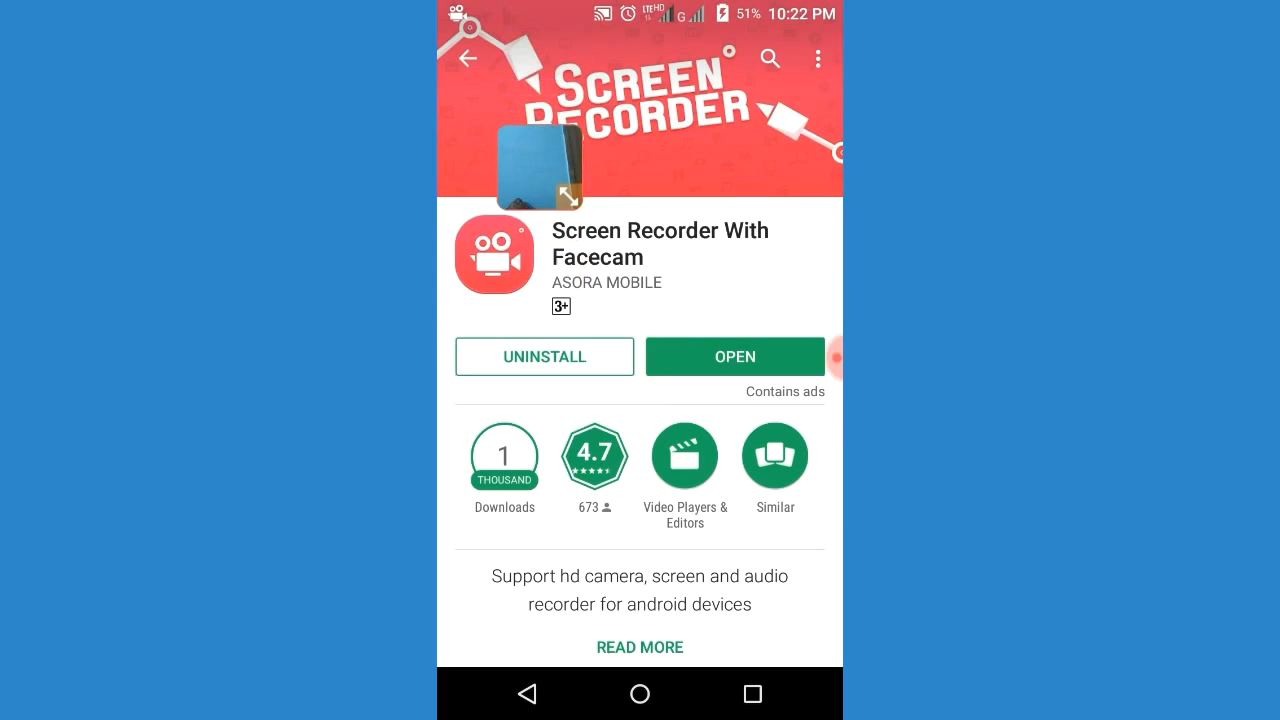 LTE HD G 51% 10:22 PM
SCREEN
RECORDER
Screen Recorder With
Facecam
ASORA MOBILE
3+
UNINSTALL
OPEN
Contains ads
1
THOUSAND
Downloads
4.7
673
Video Players &
Editors
Similar
Support hd camera, screen and audio
recorder for android devices
READ MORE